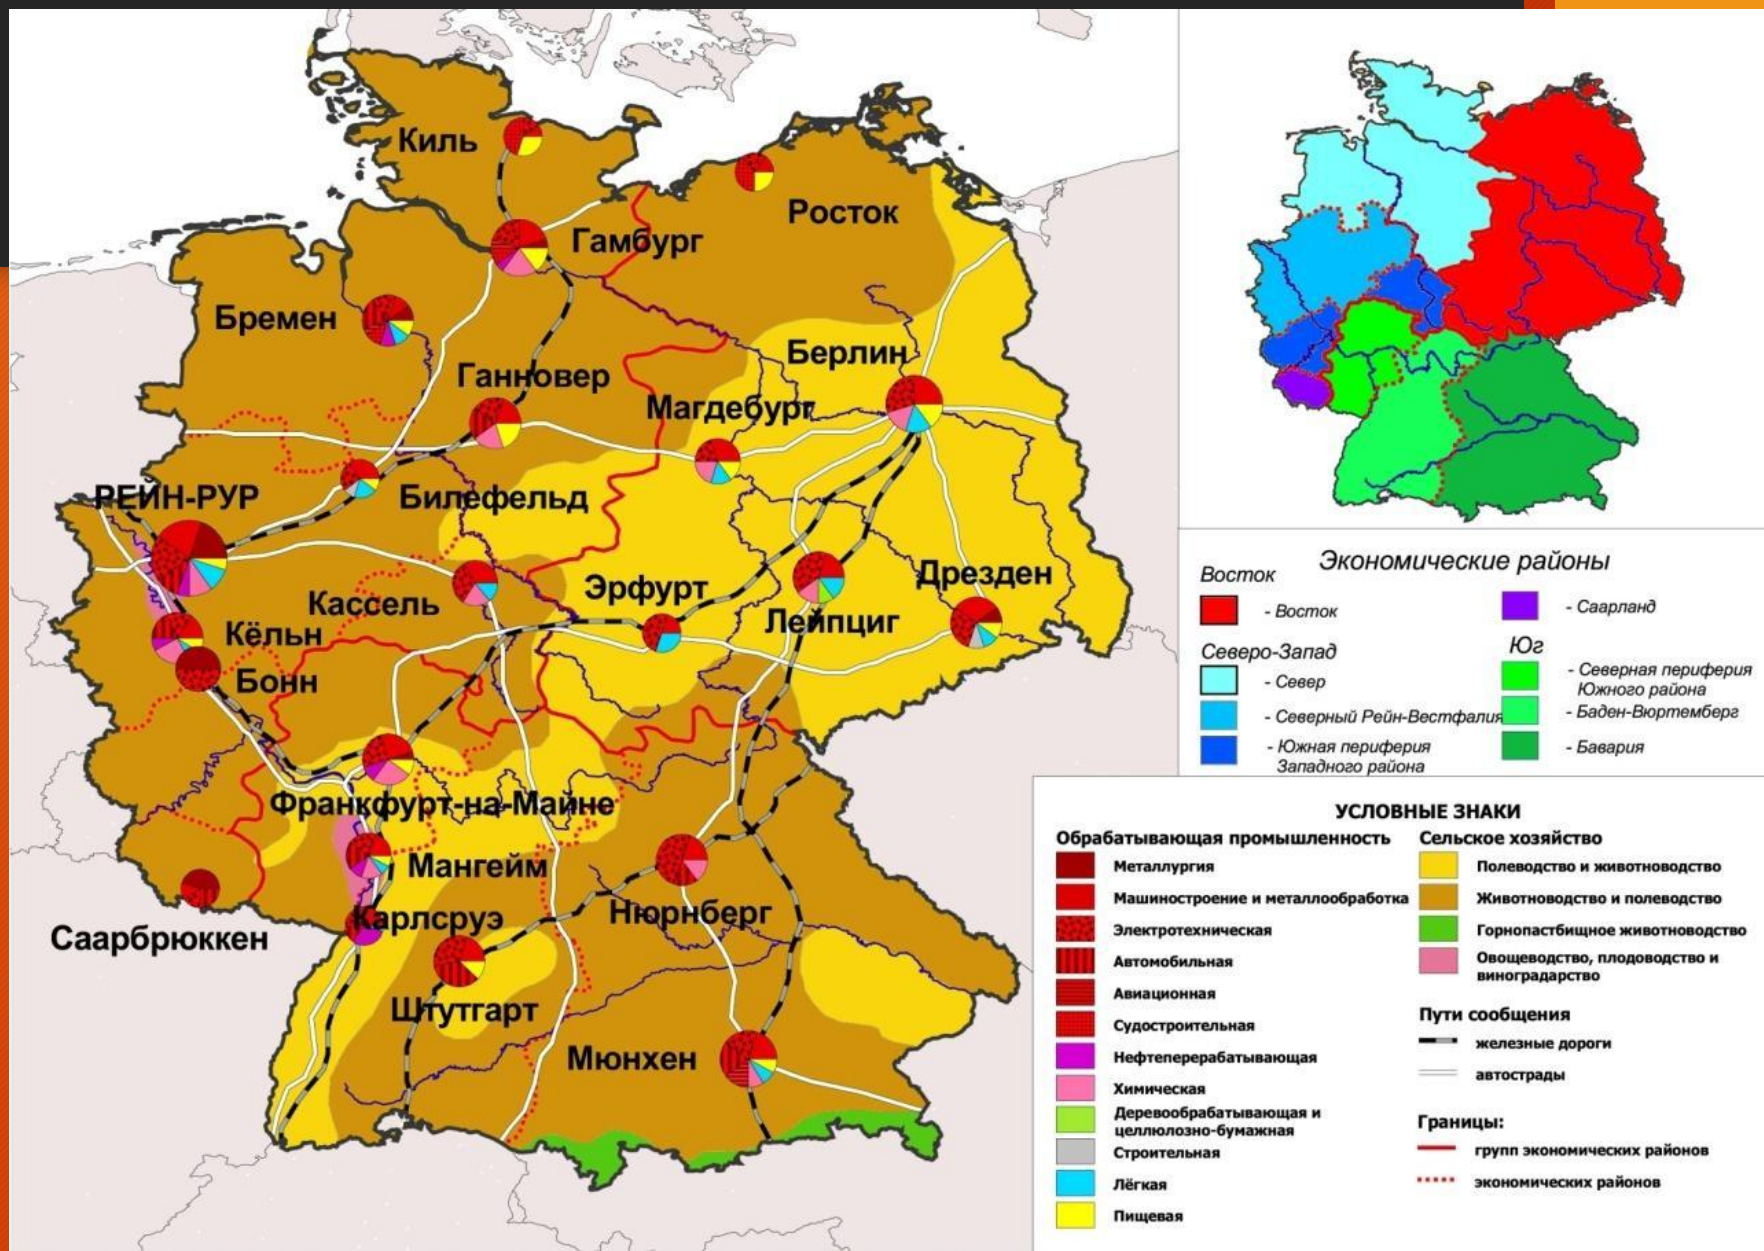 Киль
Росток
Гамбург
Бремен
Берлин
Ганновер
Магдебург
РЕЙН-РУР
Билефельд
Дрезден
Эрфурт
Кассель
Лейпциг
Кёльн
Бонн
Франкфурт-на-Майне
Мангейм
Карлсруэ
Нюрнберг
Саарбрюккен
Штутгарт
Мюнхен
Экономические районы
Восток
- Восток
Северо-Запад
- Север
- Северный Рейн-Вестфалия
- Южная периферия
Западного района
- Саарланд
Юг
- Северная периферия
Южного района
- Баден-Вюртемберг
- Бавария
УСЛОВНЫЕ ЗНАКИ
Обрабатывающая промышленность
Металлургия
Машиностроение и металлообработка
Электротехническая
Автомобильная
Авиационная
Судостроительная
Нефтеперерабатывающая
Химическая
Деревообрабатывающая и
целлюлозно-бумажная
Строительная
Лёгкая
Пищевая
Сельское хозяйство
Полеводство и животноводство
Животноводство и полеводство
Горнопастбищное животноводство
Овощеводство, плодоводство и
виноградарство
Пути сообщения
железные дороги
автострады
Границы:
групп экономических районов
экономических районов